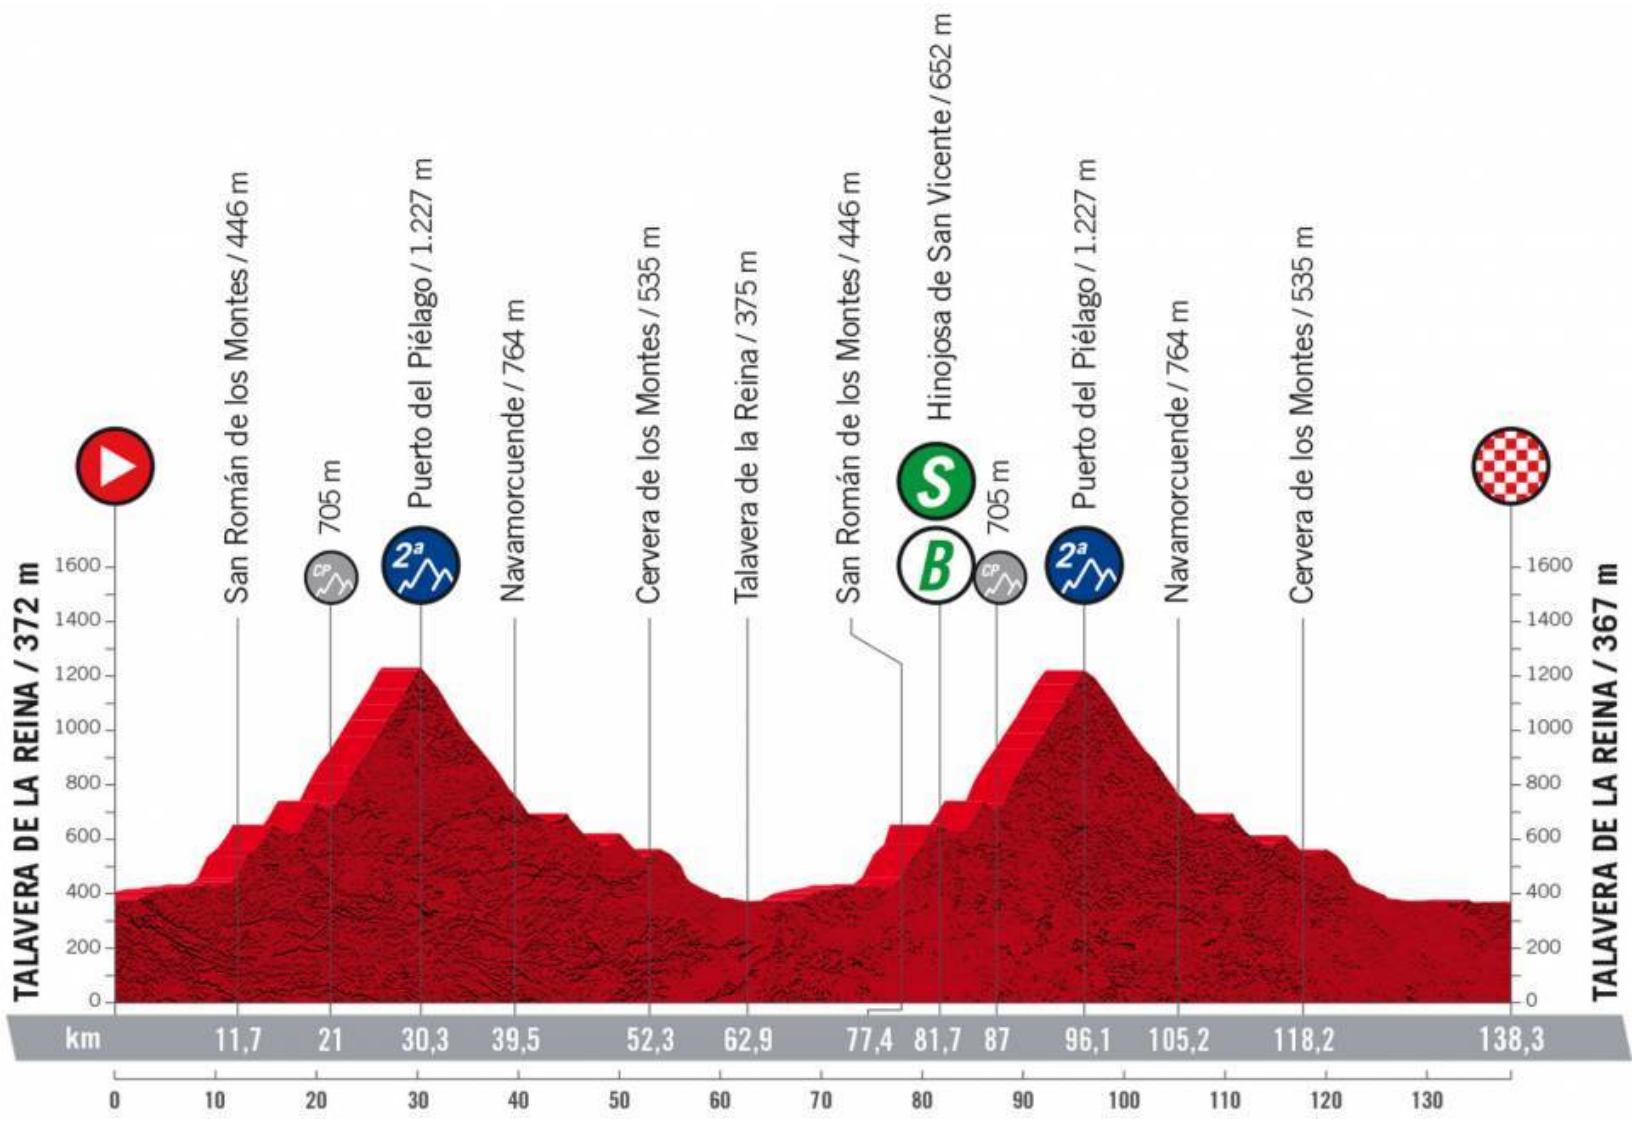 San Román de los Montes / 446 m
705 m
Puerto del Piélago / 1.227 m
Navamorcuende / 764 m
Cervera de los Montes / 535 m
Talavera de la Reina / 375 m
San Román de los Montes / 446 m
Hinojosa de San Vicente / 652 m
705 m
Puerto del Piélago / 1.227 m
Navamorcuende / 764 m
Cervera de los Montes / 535 m
S
B
CP
2ª
CP
2ª
TALAVERA DE LA REINA / 372 m
1600
1400
1200
1000
800
600
400
200
0
1600
1400
1200
1000
800
600
400
200
0
TALAVERA DE LA REINA / 367 m
km 11,7 21 30,3 39,5 52,3 62,9 77,4 81,7 87 96,1 105,2 118,2 138,3
0 10 20 30 40 50 60 70 80 90 100 110 120 130